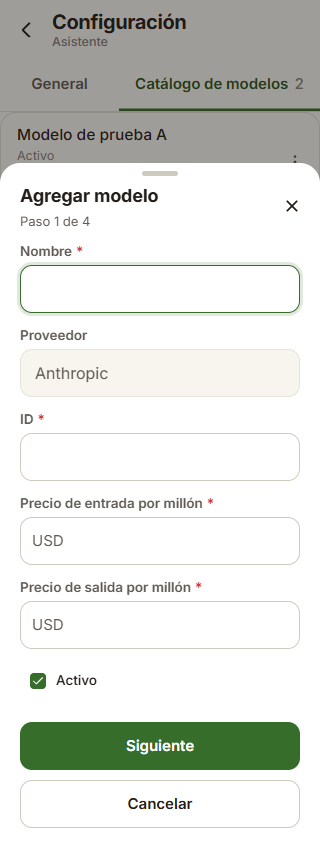 Configuración
Asistente
General
Catálogo de modelos 2
Modelo de prueba A
Activo
Agregar modelo
Paso 1 de 4
Nombre *
Proveedor
Anthropic
ID *
Precio de entrada por millón *
USD
Precio de salida por millón *
USD
Activo
Siguiente
Cancelar